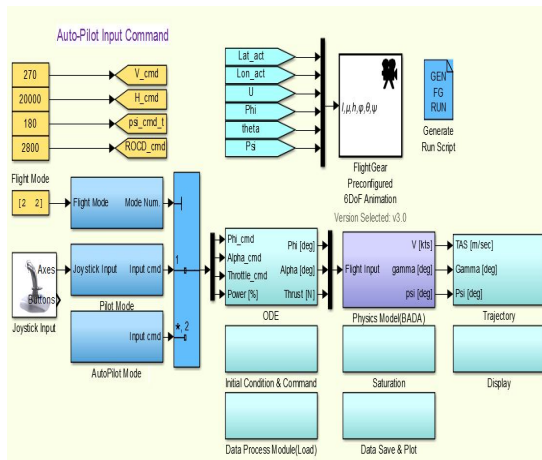 Auto-Pilot Input Command
270
V_cmd
20000
H_cmd
180
psi_cmd_t
2800
ROCD_cmd
Lat_act
Lon_act
U
Phi
theta
Psi
l,μ,h,φ,θ,ψ
FlightGear
Preconfigured
6DoF Animation
Version Selected: v3.0
GEN
FG
RUN
Generate
Run Script
Flight Mode
[2 2]
Flight Mode
Mode Num.
Axes
Buttons
Joystick Input
Joystick Input
Input cmd
Pilot Mode
Input cmd
AutoPilot Mode
1
*, 2
Phi_cmd
Alpha_cmd
Throttle_cmd
Power [%]
Phi [deg]
Alpha [deg]
Thrust [N]
ODE
Flight Input
V [kts]
gamma [deg]
psi [deg]
Physics Model(BADA)
TAS [m/sec]
Gamma [deg]
Psi [deg]
Trajectory
Initial Condition & Command
Saturation
Display
Data Process Module(Load)
Data Save & Plot